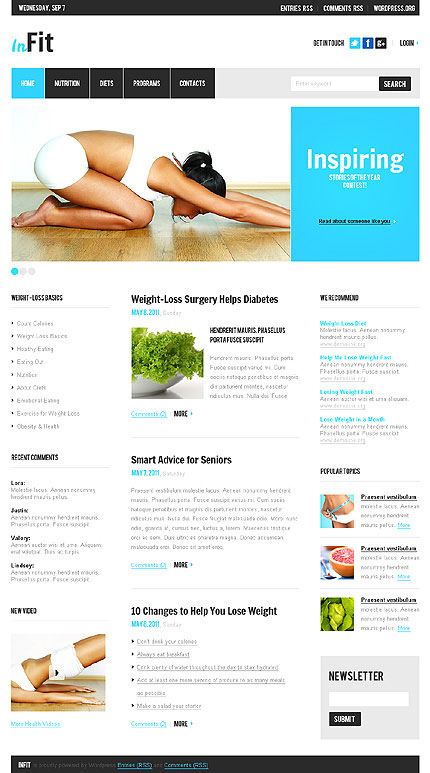 WEDNESDAY, SEP 7
ENTRIES RSS
COMMENTS RSS
WORDPRESS.ORG
InFit
GET IN TOUCH
LOGIN
HOME
NUTRITION
DIETS
PROGRAMS
CONTACTS
Enter keyword
SEARCH
Inspiring
STORIES OF THE YEAR
CONTEST!
Read about someone like you
WEIGHT-LOSS BASICS
Count Calories
Weight Loss Basics
Healthy Eating
Eating Out
Nutrition
About Diets
Emotional Eating
Exercise for Weight Loss
Obesity & Health
RECENT COMMENTS
Lora:
Molestie lacus. Aenean nonummy
hendrerit mauris pelus.
Justin:
Aenean nonummy hendrerit mauris.
Phasellus porta. Fusce suscipit.
Valery:
Aenean auctor wisi et urna. Aliquam
erat volutpat. Duis ac turpis.
Lindsey:
Aenean nonummy hendrerit mauris.
Phasellus porta. Fusce suscipit.
NEW VIDEO
More Health Videos
Weight-Loss Surgery Helps Diabetes
MAY 8, 2011, Sunday
HENDRERIT MAURIS. PHASELLUS
PORTA FUSCE SUSCIPIT
Hendrerit mauris. Phasellus porta.
Fusce suscipit varius mi. Cum
sociis natoque penatibus et magnis
dis parturient montes, nascetur
ridiculus mus. Nulla dui. Fusce
Comments
MORE
Smart Advice for Seniors
MAY 7, 2011, Saturday
Praesent vestibulum molestie lacus. Aenean nonummy hendrerit
mauris. Phasellus porta. Fusce suscipit varius mi. Cum sociis
natoque penatibus et magnis dis parturient montes, nascetur
ridiculus mus. Nulla dui. Fusce feugiat malesuada odio. Morbi nunc
odio, gravida at, cursus nec, luctus a, lorem. Maecenas tristique
orci ac sem. Duis ultricies pharetra magna. Donec accumsan
malesuada orci. Donec sit amet eros.
Comments
MORE
10 Changes to Help You Lose Weight
MAY 6, 2011, Sunday
Don't drink your calories
Always eat breakfast
Drink plenty of water throughout the day to stay hydrated
Add at least one more serving of produce to as many meals
as possible
Make a salad your starter
Comments
MORE
WE RECOMMEND
Weight Loss Diet
Molestie lacus. Aenean nonummy
hendrerit mauris phasellus.
www.demolink.org
Help Me Lose Weight Fast
Aenean nonummy hendrerit mauris.
Phasellus porta. Fusce suscipit
www.demolink.org
Losing Weight Fast
Aenean auctor wisi et urna aliquam.
www.demolink.org
Lose Weight in a Month
Aenean nonummy hendrerit mauris.
Phasellus porta. Fusce suscipit.
www.demolink.org
POPULAR TOPICS
Praesent vestibulum
molestie lacus. Aenean
nonummy hendrerit
mauris. More
Praesent vestibulum
molestie lacus. Aenean
nonummy hendrerit
mauris. More
Praesent vestibulum
molestie lacus. Aenean
nonummy hendrerit
mauris. More
NEWSLETTER
SUBMIT
INFIT is proudly powered by Wordpress Entries (RSS) and Comments (RSS)